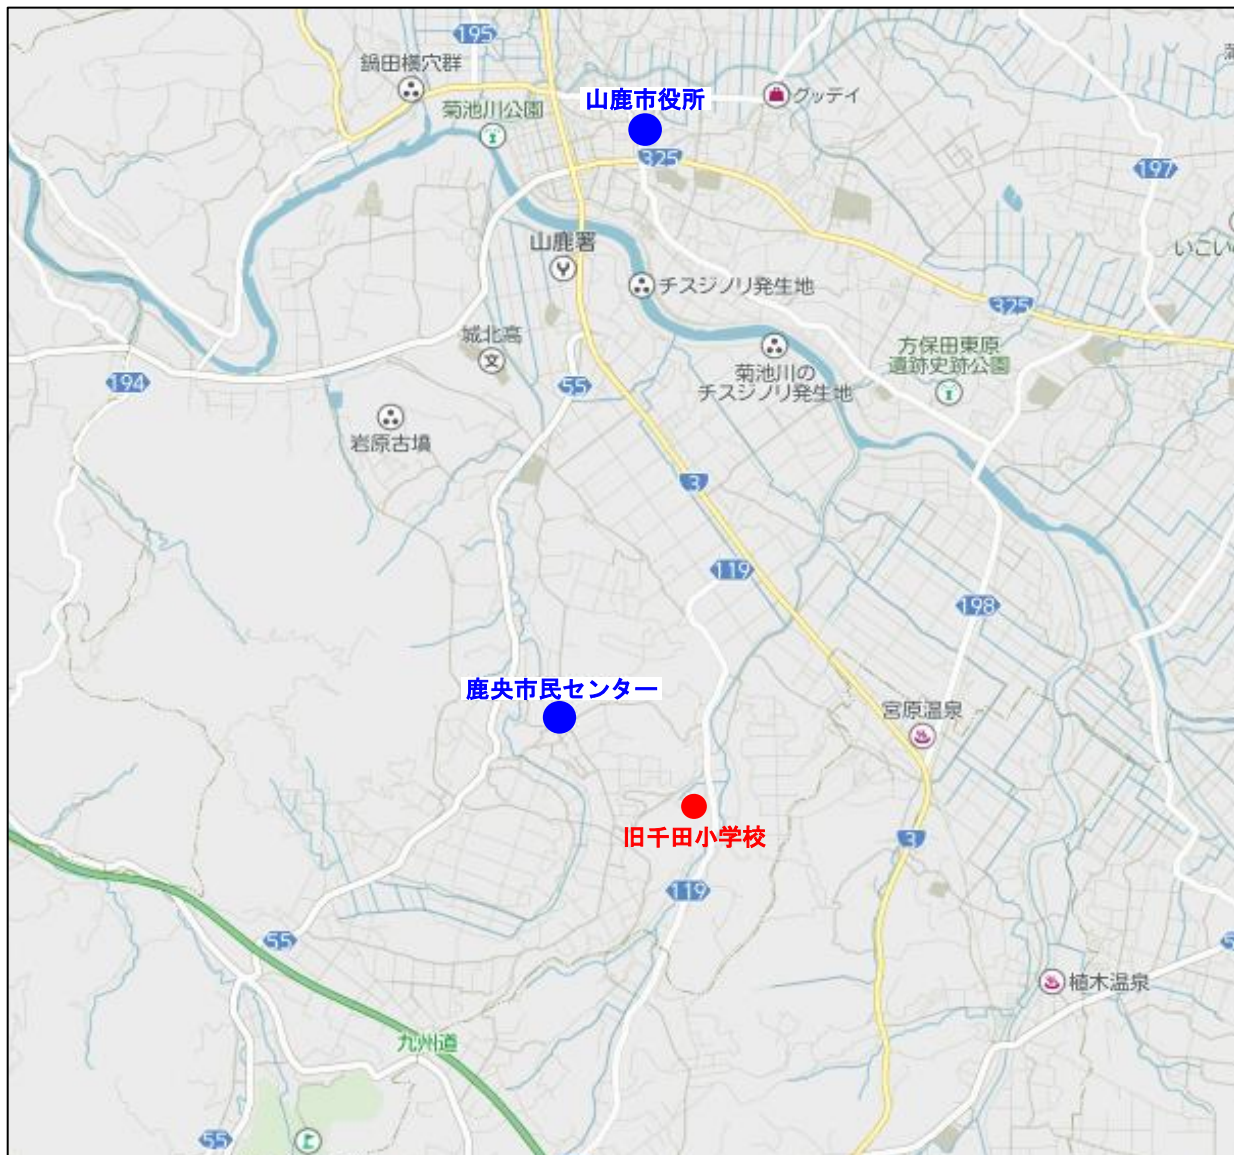 195
鍋田横穴群
山鹿市役所
グッデイ
菊池川公園
325
197
山鹿署
いこい
チスジノリ発生地
325
城北高
方保田東原
遺跡史跡公園
194
55
菊池川の
チスジノリ発生地
岩原古墳
3
119
198
鹿央市民センター
宮原温泉
旧千田小学校
3
119
55
植木温泉
九州道
55